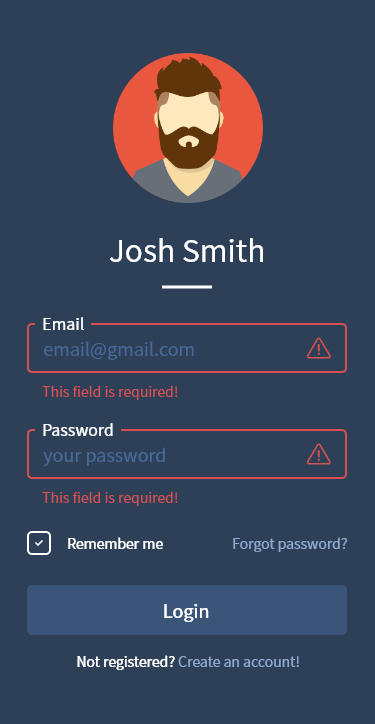 Josh Smith
Email
email@gmail.com
This field is required!
Password
your password
This field is required!
Remember me Forgot password?
Login
Not registered? Create an account!